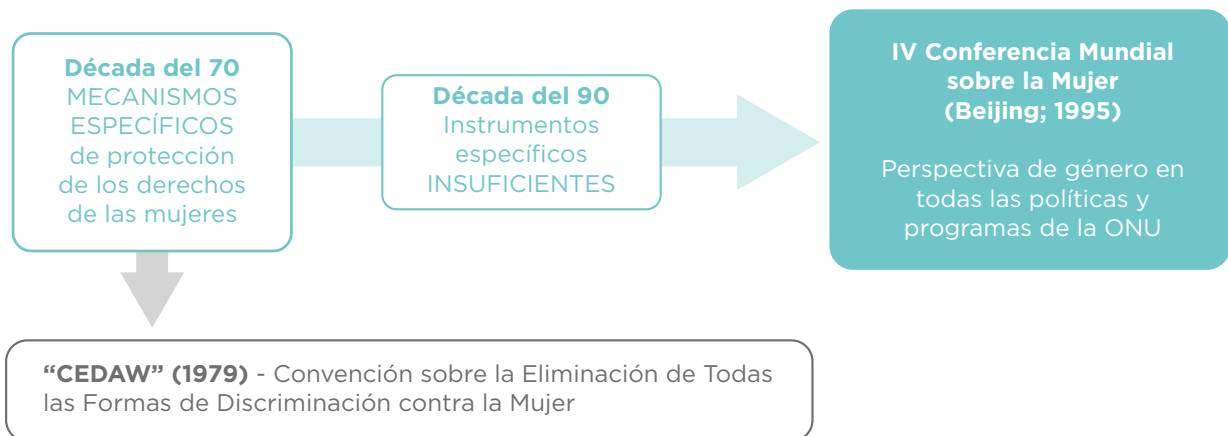 Década del 70
MECANISMOS
ESPECÍFICOS
de protección
de los derechos
de las mujeres
Década del 90
Instrumentos
específicos
INSUFICIENTES
IV Conferencia Mundial
sobre la Mujer
(Beijing; 1995)
Perspectiva de género en
todas las políticas y
programas de la ONU
“CEDAW” (1979) - Convención sobre la Eliminación de Todas
las Formas de Discriminación contra la Mujer